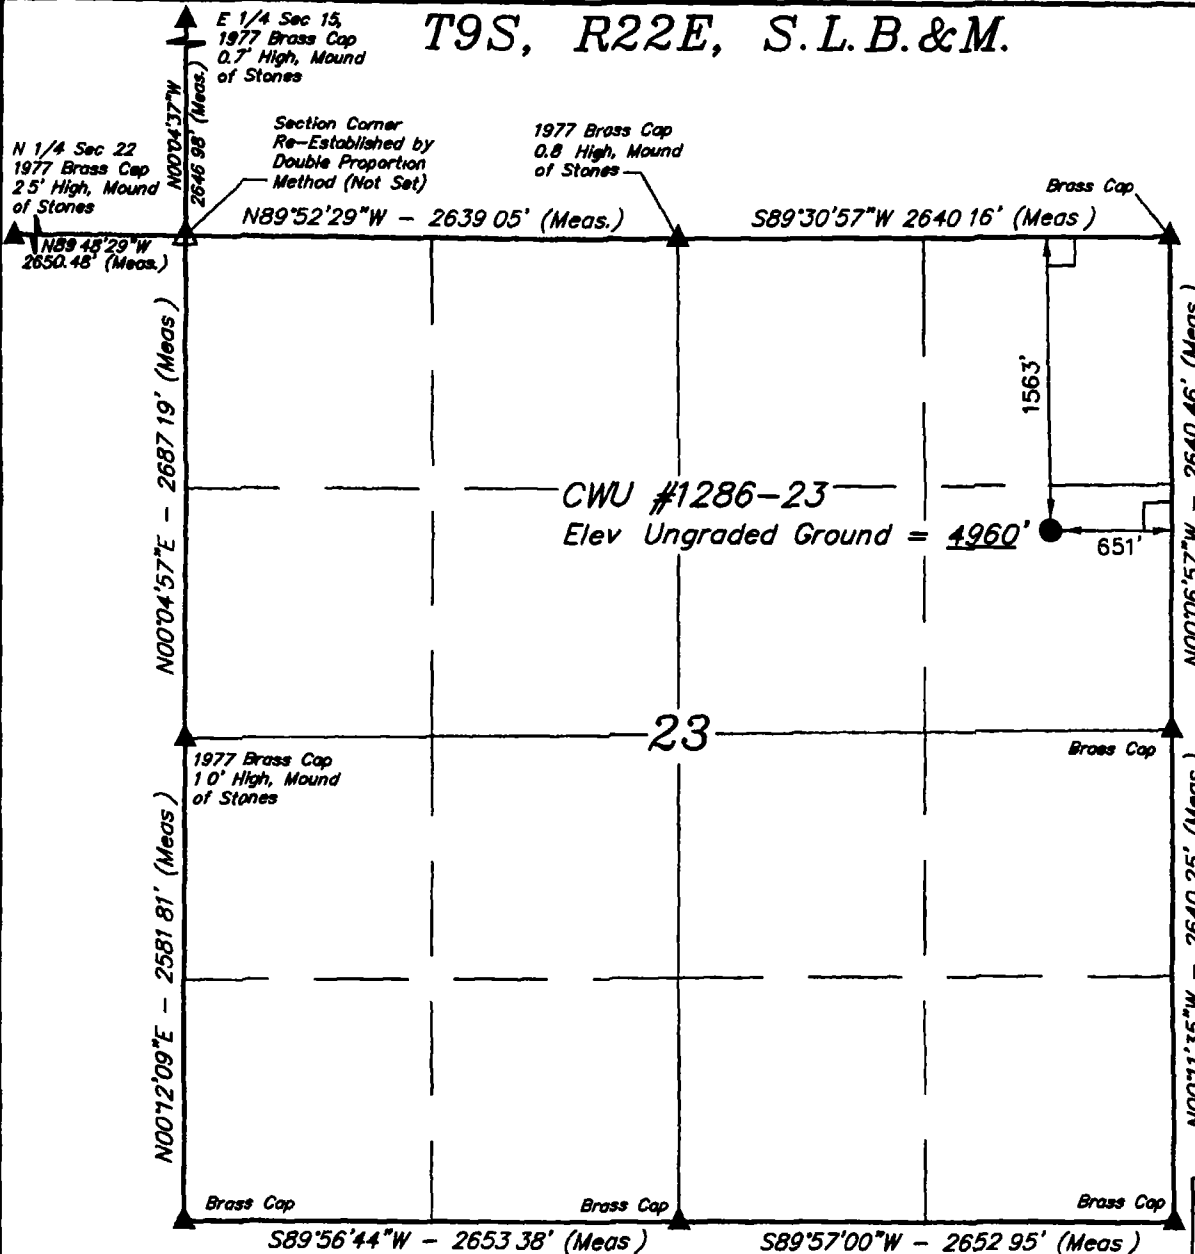 T9S, R22E, S.L.B.&M.
E 1/4 Sec 15,
1977 Brass Cap
0.7' High, Mound
of Stones
N00°04'37"W
2646 98' (Meas.)
N 1/4 Sec 22
1977 Brass Cap
2 5' High, Mound
of Stones
Section Corner
Re-Established by
Double Proportion
Method (Not Set)
1977 Brass Cap
0.8 High, Mound
of Stones
Brass Cap
N89°48'29"W
2650.48' (Meas.)
N89°52'29"W - 2639 05' (Meas.)
S89°30'57"W 2640 16' (Meas )
N00°04'57"E - 2687 19' (Meas )
1563'
N00°06'57"W - 2640 46' (Meas )
CWU #1286-23
Elev Ungraded Ground = 4960'
651'
23
1977 Brass Cap
1 0' High, Mound
of Stones
Brass Cap
N00°12'09"E - 2581 81' (Meas )
N00°11'35"W - 2640 25' (Meas )
Brass Cap
Brass Cap
Brass Cap
S89°56'44"W - 2653 38' (Meas )
S89°57'00"W - 2652 95' (Meas )